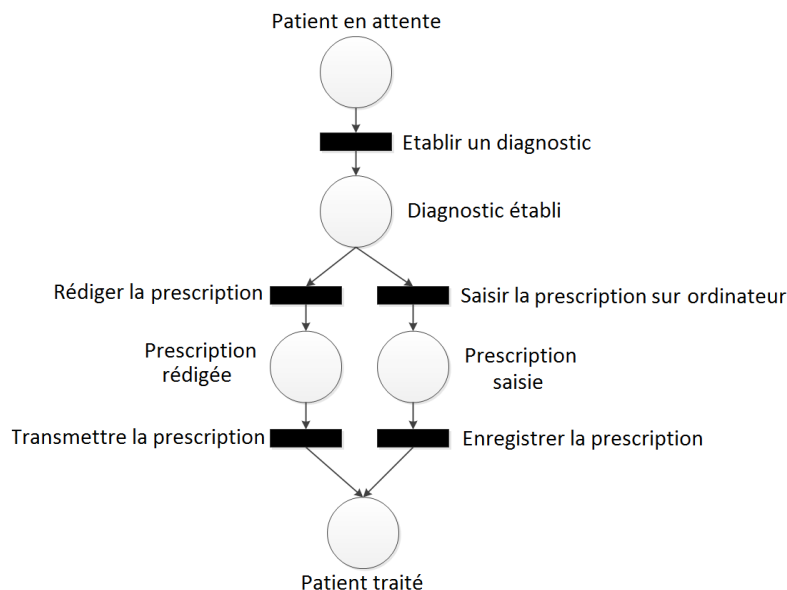 Patient en attente
Etablir un diagnostic
Diagnostic établi
Rédiger la prescription
Saisir la prescription sur ordinateur
Prescription
rédigée
Prescription
saisie
Transmettre la prescription
Enregistrer la prescription
Patient traité